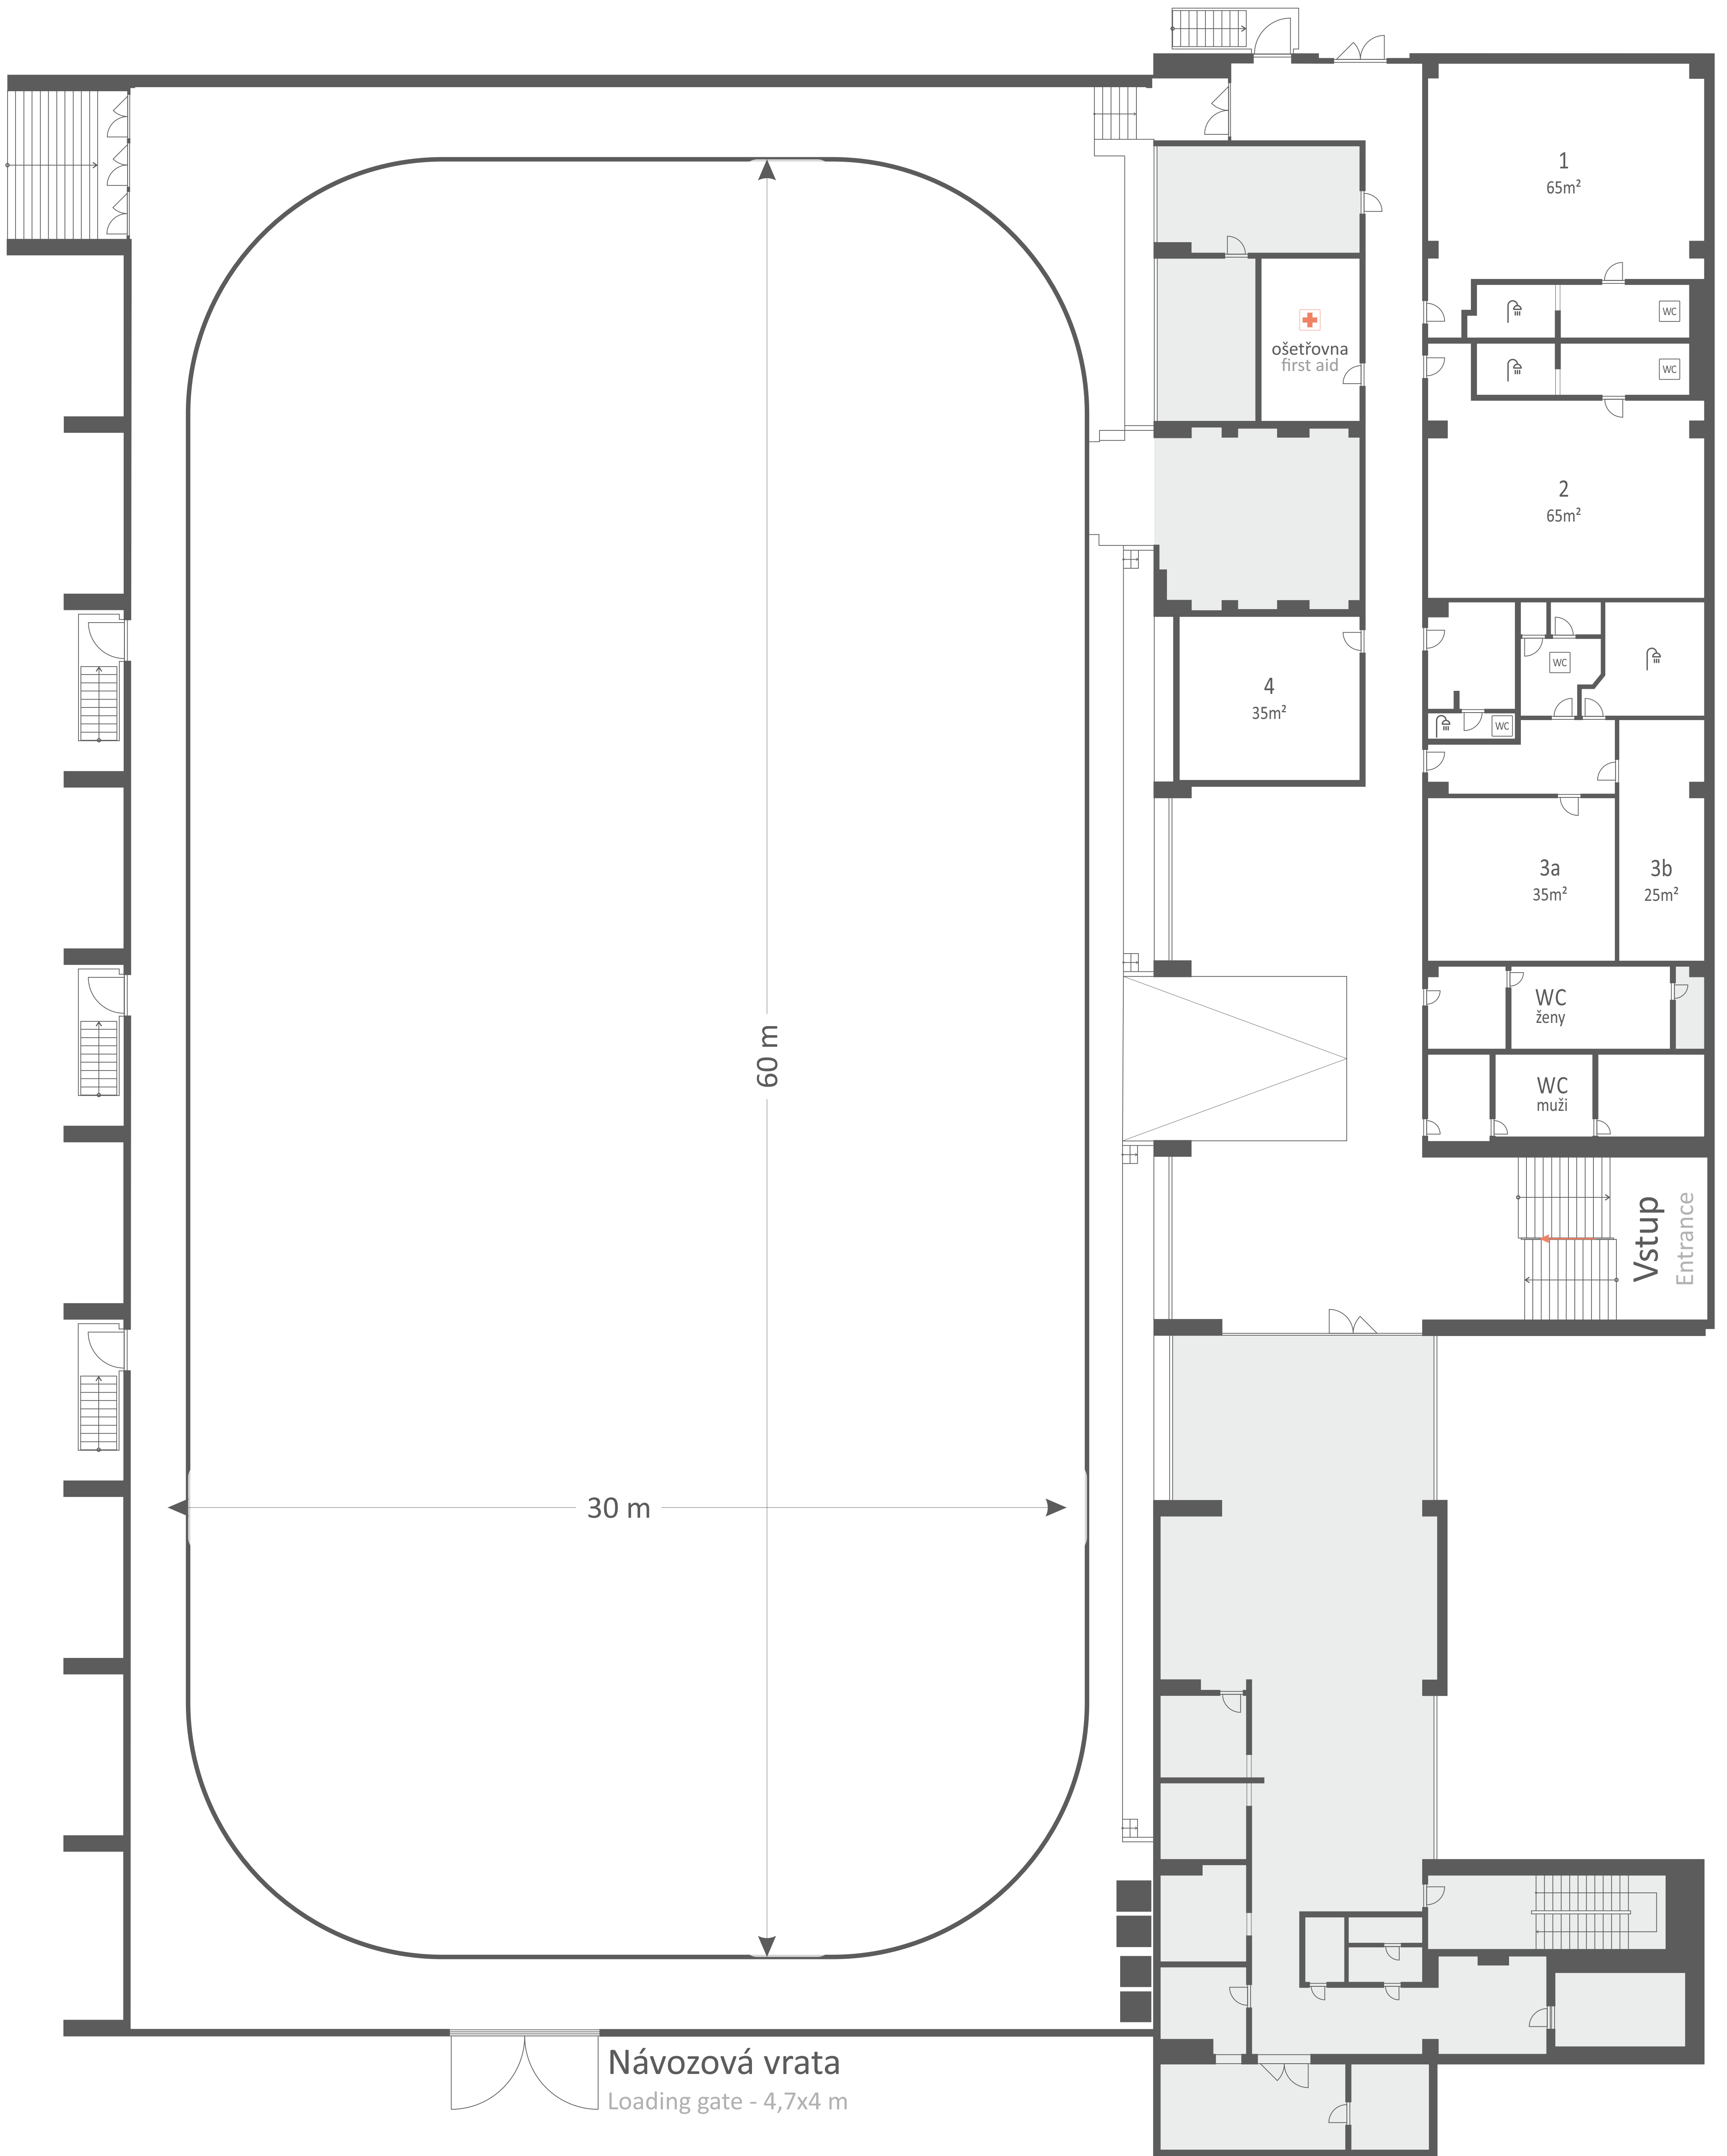 1
65m²
WC
ošetřovna
first aid
WC
2
65m²
WC
4
35m²
WC
3a
35m²
3b
25m²
WC
ženy
60 m
WC
muži
Vstup
Entrance
30 m
Návozová vrata
Loading gate - 4,7x4 m